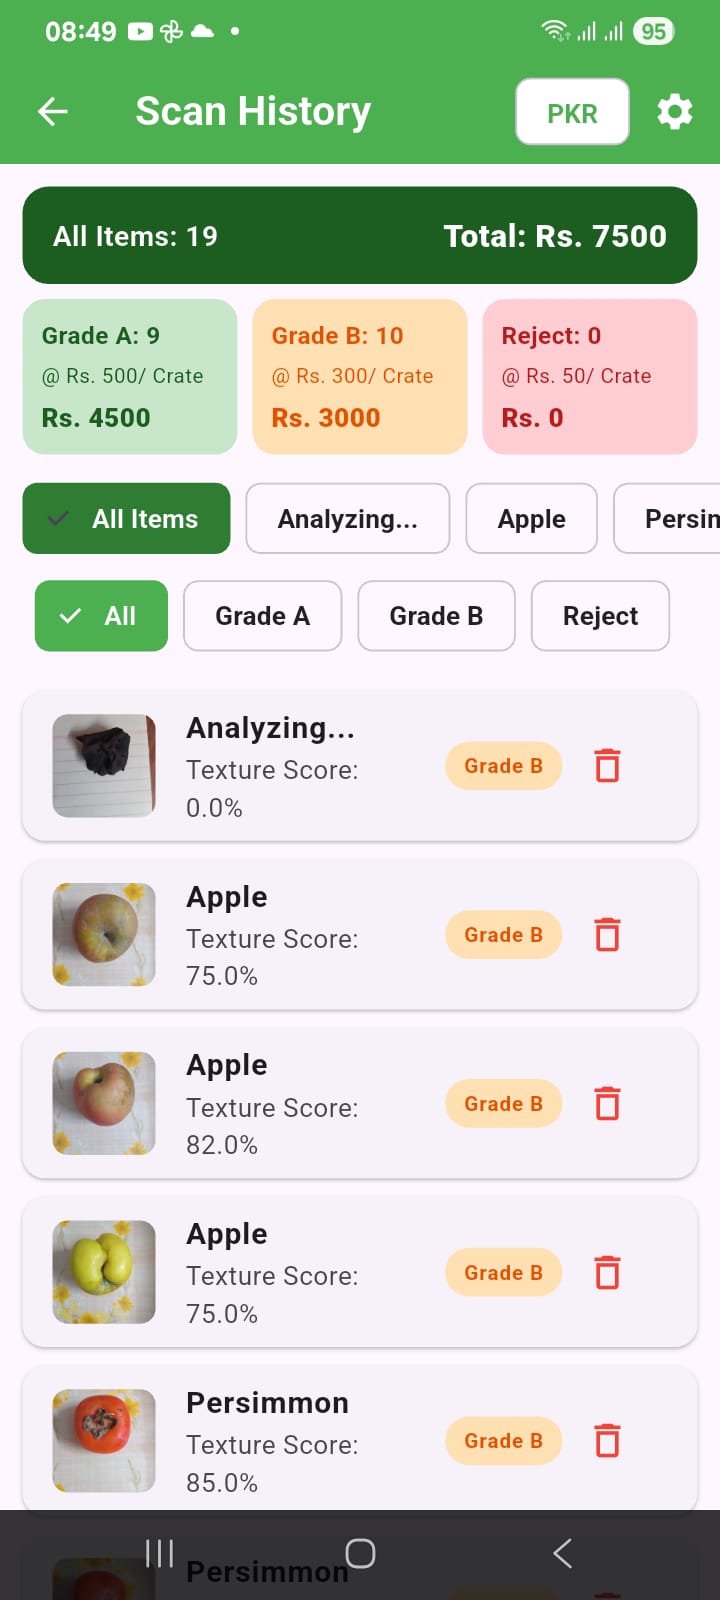 08:49
95
Scan History
PKR
All Items: 19
Total: Rs. 7500
Grade A: 9
@ Rs. 500/ Crate
Rs. 4500
Grade B: 10
@ Rs. 300/ Crate
Rs. 3000
Reject: 0
@ Rs. 50/ Crate
Rs. 0
All Items
Analyzing...
Apple
Persin
All
Grade A
Grade B
Reject
Analyzing...
Texture Score:
0.0%
Grade B
Apple
Texture Score:
75.0%
Grade B
Apple
Texture Score:
82.0%
Grade B
Apple
Texture Score:
75.0%
Grade B
Persimmon
Texture Score:
85.0%
Grade B
Persimmon